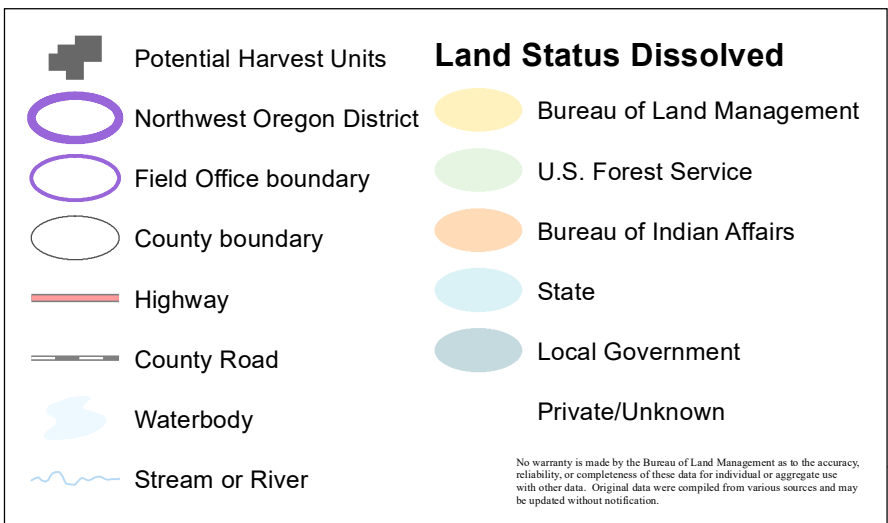 Potential Harvest Units
Northwest Oregon District
Field Office boundary
County boundary
Highway
County Road
Waterbody
Stream or River
Land Status Dissolved
Bureau of Land Management
U.S. Forest Service
Bureau of Indian Affairs
State
Local Government
Private/Unknown
No warranty is made by the Bureau of Land Management as to the accuracy,
reliability, or completeness of these data for individual or aggregate use
with other data. Original data were compiled from various sources and may
be updated without notification.